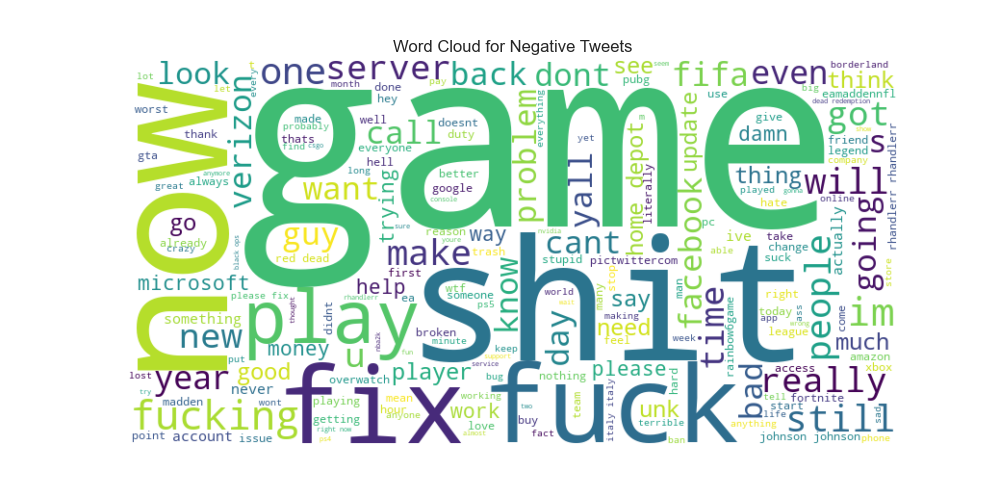 Word Cloud for Negative Tweets
game
shit
now
fix
fuck
play
look
one
server
back
dont
see
fifa
even
think
borderland
pubg
eamaddennfl
big
dead redemption
lot
let
every
month
done
hey
pay
seems
worst
verizon
made
probably
thats
find
csgo
well
call
doesnt
duty
everyone
problem
everything
m
use
update
give
damn
friend
legend
got
s
company
shoe
thank
gta
always
anymore
great
want
hell
long
trying
better
google
console
yet
yall
literally
home depot
facebook
pc
thing
played
gonna
hate
will
online
going
rhandlerr rhandlerr
go
already
crazy
black ops
guy
red dead
sure
reason
youre
way
trash
nvidia
cant
stupid
pictwittercom
ive
able
take
change
suck
people
actually
store
make
know
microsoft
something
please fix
rhandlerr
thought
help
first
ea
wtf
someone
ps5
day
world
wait
making
many
say
stop
need
feel
man
time
week
rainbow6game
right
today
app
ass
wrong
league
come
im
much
amazon
xbox
new
put
money
u
didnt
nba2k
fun
broken
minute
keep
support
service
year
good
never
overwatch
player
bug
nothing
please
hard
bad
access
tell
life
fortnite
start
really
lost
try
madden
wont
playing
getting
right now
ps4
mean
hour
anyone
work
working
love
almost
two
buy
fact
team
italy italy
unk
terrible
ban
anything
sad
still
phone
fucking
point
account
issue
johnson johnson